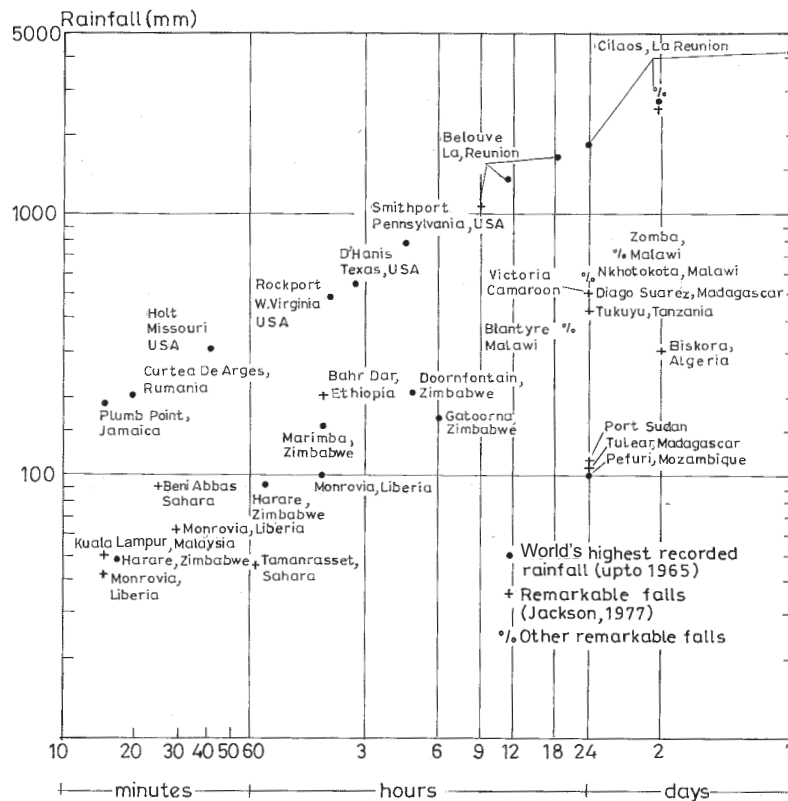 Rainfall (mm)
5000
Cilaos, La Reunion
%
Belouve
La, Reunion
1000
Smithport
Pennsylvania, USA
Zomba,
% Malawi
D'Hanis
Texas, USA
Victoria
Camaroon
%
Nkhotokota, Malawi
Rockport
W.Virginia
USA
Diago Suarez, Madagascar
Tukuyu, Tanzania
Holt
Missouri
USA
Blantyre %
Malawi
Biskora,
Algeria
Curtea De Arges,
Rumania
Bahr Dar,
Ethiopia
Doornfontain,
Zimbabwe
Plumb Point,
Jamaica
Gatoorna
Zimbabwe
Marimba,
Zimbabwe
Port Sudan
Tulear, Madagascar
Pefuri, Mozambique
100
Beni Abbas
Sahara
Monrovia, Liberia
Harare,
Zimbabwe
Monrovia, Liberia
Kuala Lampur, Malaysia
Harare, Zimbabwe
Tamanrasset,
Sahara
Monrovia,
Liberia
• World's highest recorded
rainfall (upto 1965)
+ Remarkable falls
(Jackson, 1977)
% Other remarkable falls
10
10 20 30 40 50 60 3 6 9 12 18 24 2
minutes hours days